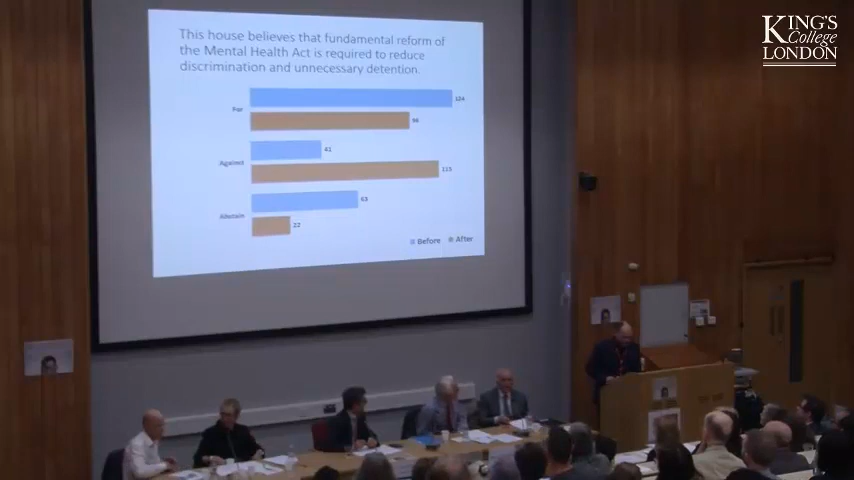 KING'S
College
LONDON
This house believes that fundamental reform of
the Mental Health Act is required to reduce
discrimination and unnecessary detention.
For
124
96
Against
41
113
Abstain
63
22
Before After